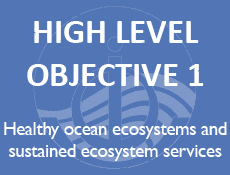 HIGH LEVEL
OBJECTIVE 1
Healthy ocean ecosystems and
sustained ecosystem services